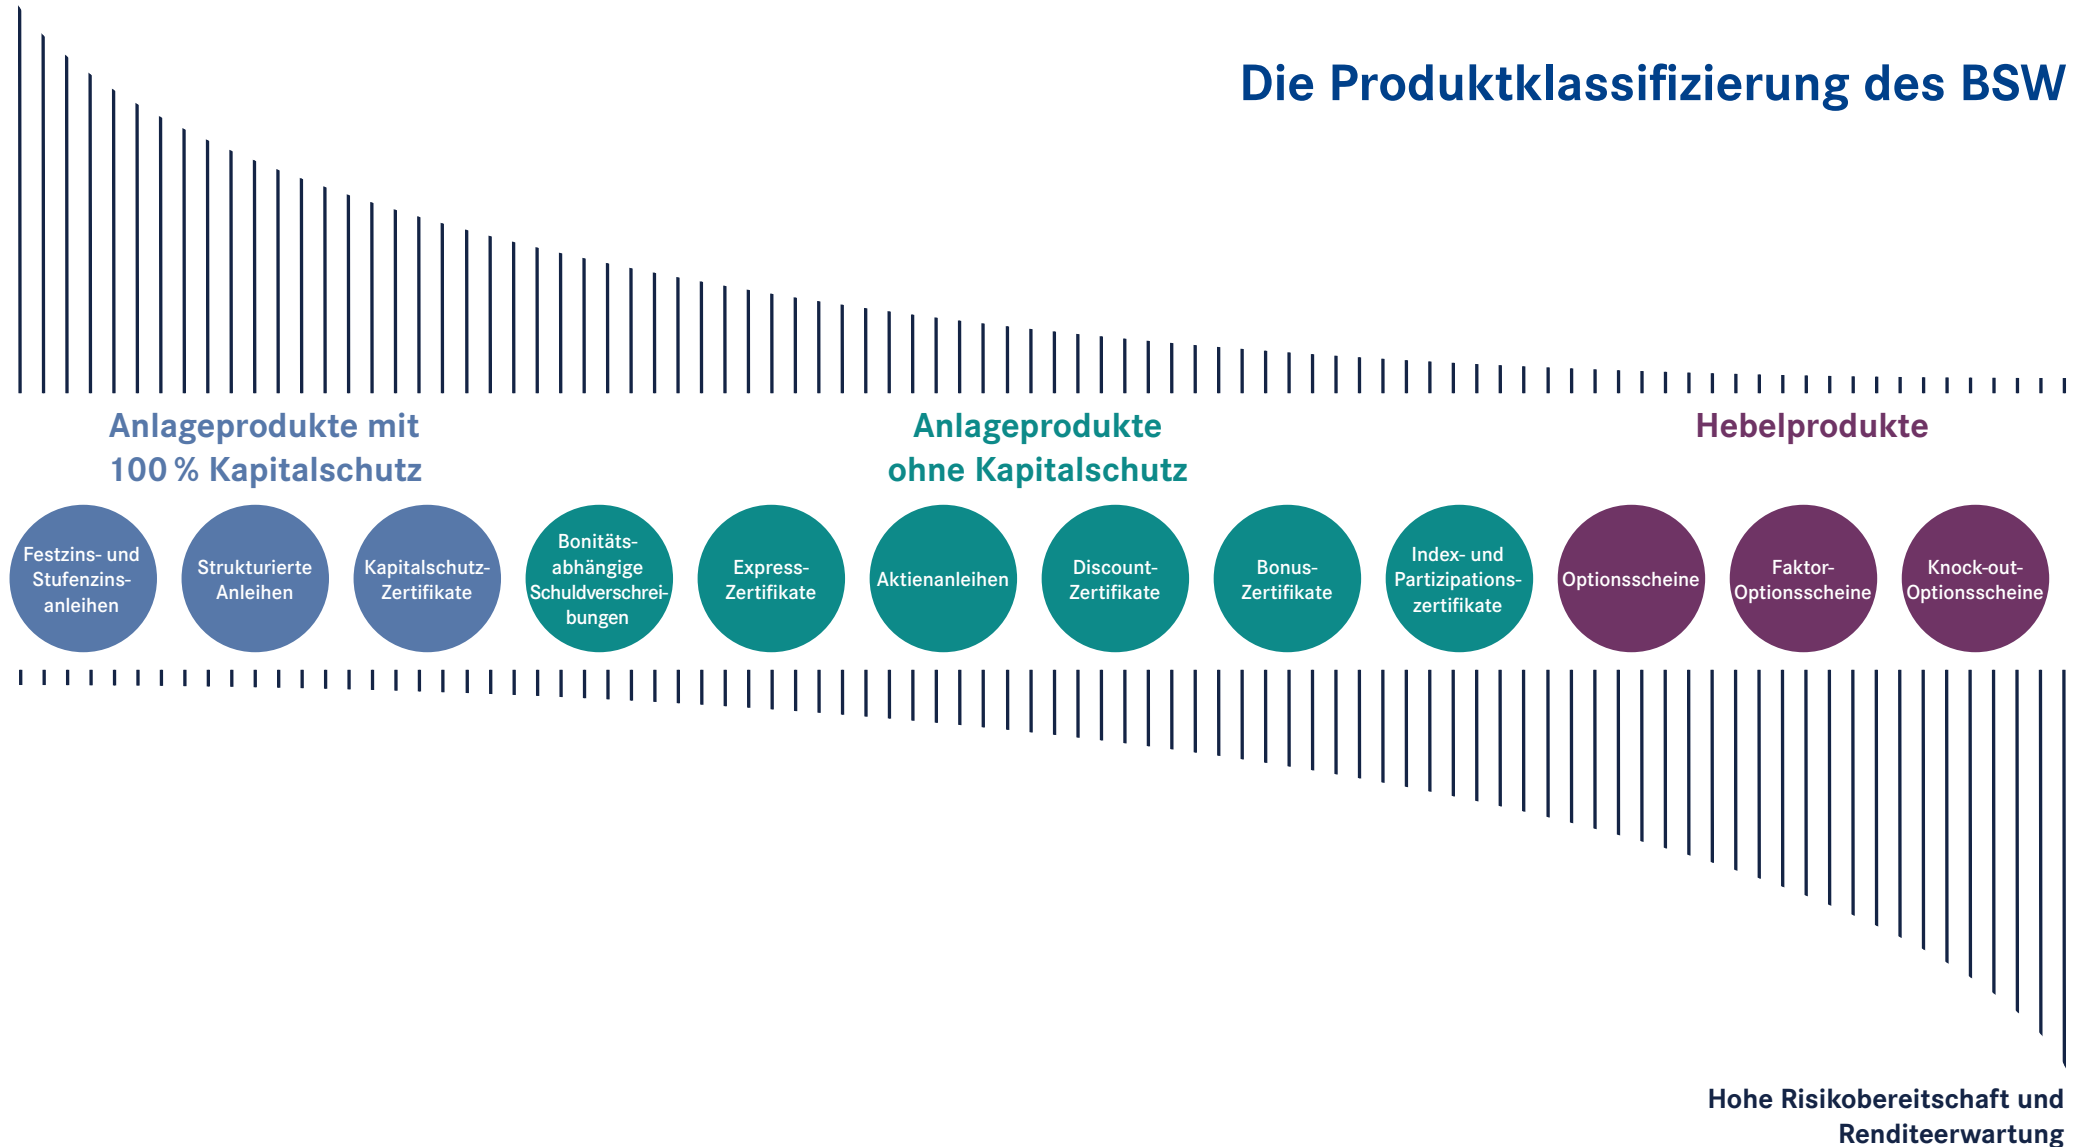 Die Produktklassifizierung des BSW
Anlageprodukte mit
100 % Kapitalschutz
Anlageprodukte
ohne Kapitalschutz
Hebelprodukte
Festzins- und
Stufenzins-
anleihen
Strukturierte
Anleihen
Kapitalschutz-
Zertifikate
Bonitäts-
abhängige
Schuldverschrei-
bungen
Express-
Zertifikate
Aktienanleihen
Discount-
Zertifikate
Bonus-
Zertifikate
Index- und
Partizipations-
zertifikate
Optionsscheine
Faktor-
Optionsscheine
Knock-out-
Optionsscheine
Hohe Risikobereitschaft und
Renditeerwartung